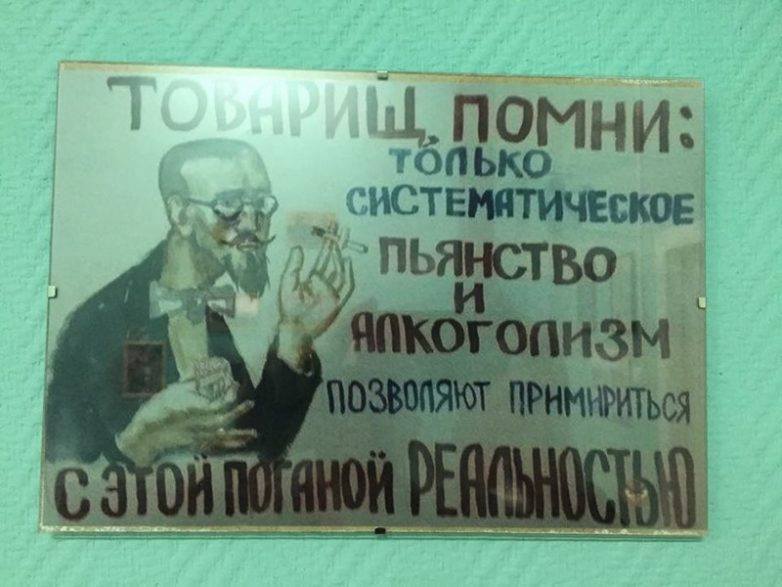 ТОВАРИЩ, ПОМНИ:
ТОЛЬКО
СИСТЕМАТИЧЕСКОЕ
ПЬЯНСТВО
И
АЛКОГОЛИЗМ
ПОЗВОЛЯЮТ ПРИМИРИТЬСЯ
С ЭТОЙ ПОГАНОЙ РЕАЛЬНОСТЬЮ